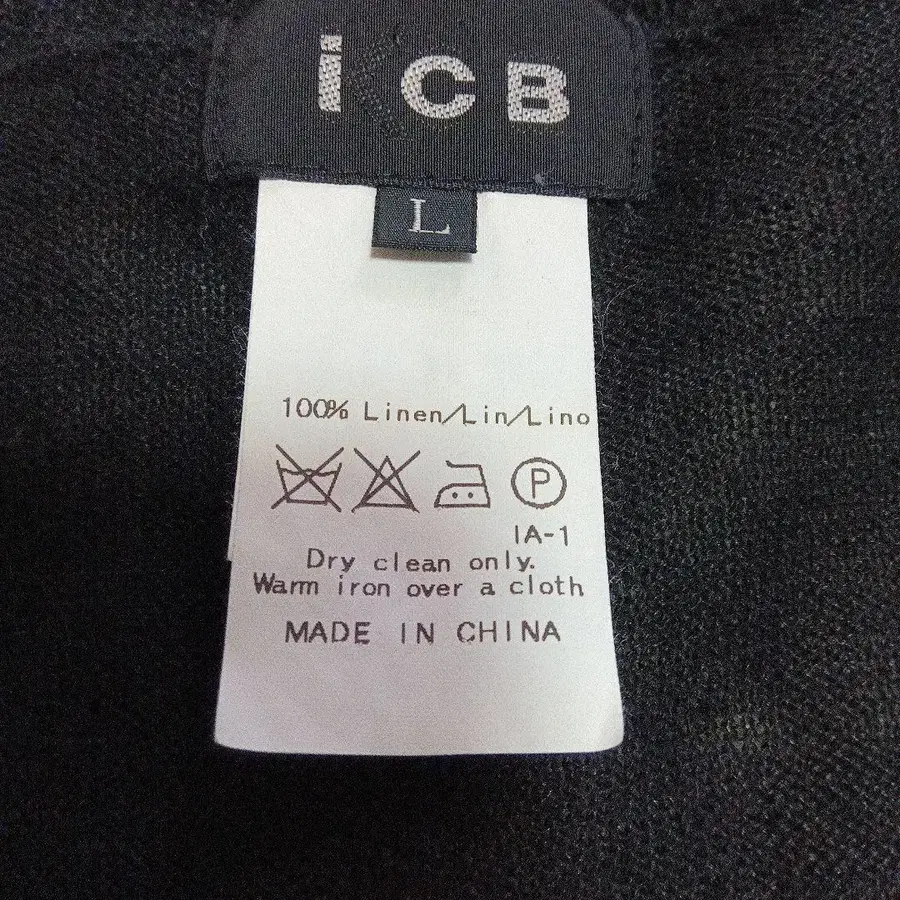 iCB
L
100% Linen/Lin/Lino
P
IA-1
Dry clean only.
Warm iron over a cloth
MADE IN CHINA